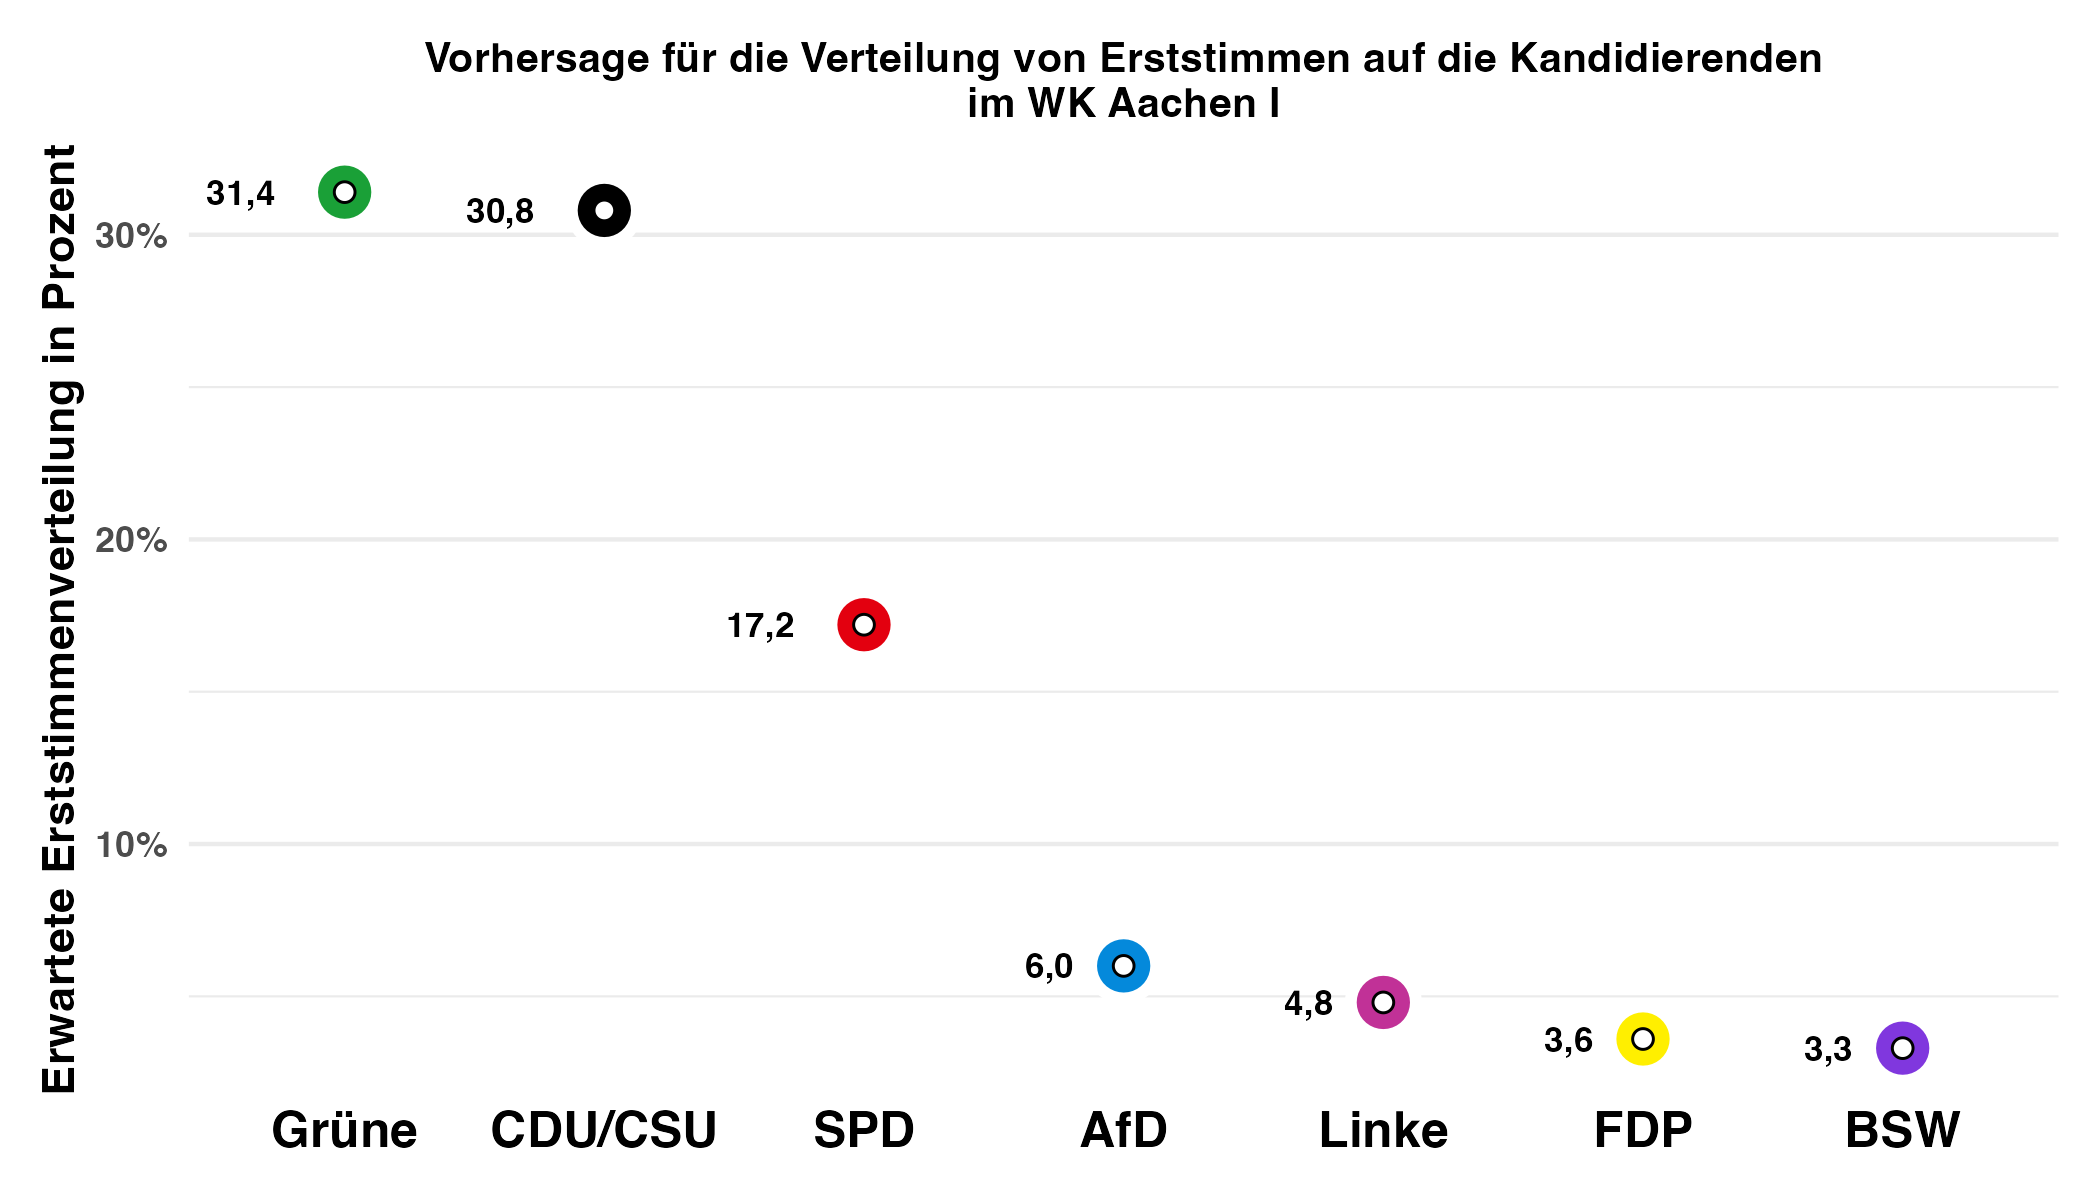 Vorhersage für die Verteilung von Erststimmen auf die Kandidierenden
im WK Aachen I
Erwartete Erststimmenverteilung in Prozent
30%
20%
10%
31,4
30,8
17,2
6,0
4,8
3,6
3,3
Grüne
CDU/CSU
SPD
AfD
Linke
FDP
BSW